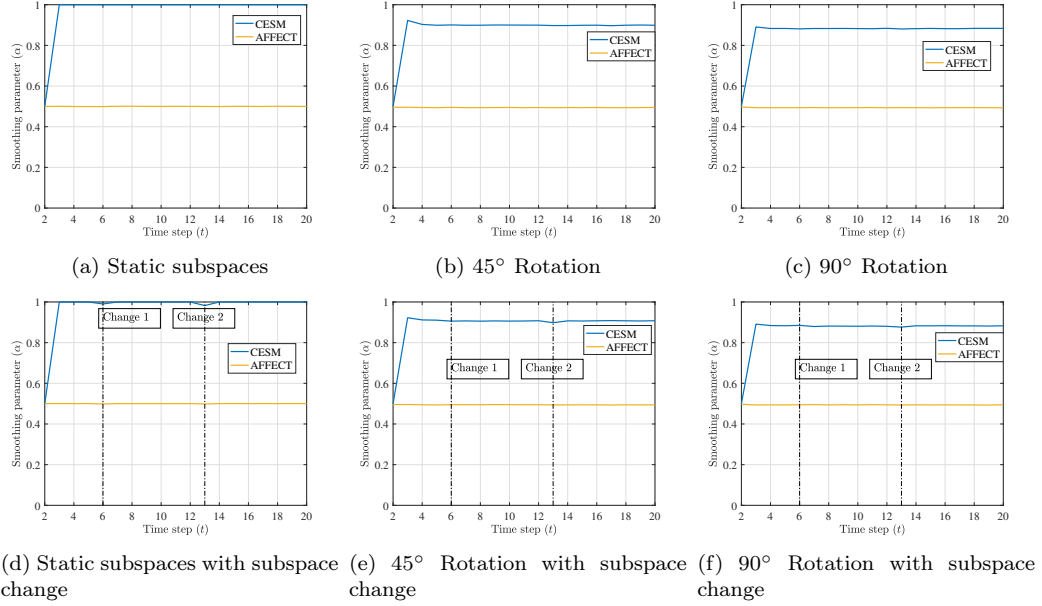 1
0.8
0.6
0.4
0.2
0
Smoothing parameter (α)
CESM
AFFECT
2 4 6 8 10 12 14 16 18 20
Time step (t)
(a) Static subspaces
1
0.8
0.6
0.4
0.2
0
Smoothing parameter (α)
CESM
AFFECT
2 4 6 8 10 12 14 16 18 20
Time step (t)
(b) 45° Rotation
1
0.8
0.6
0.4
0.2
0
Smoothing parameter (α)
CESM
AFFECT
2 4 6 8 10 12 14 16 18 20
Time step (t)
(c) 90° Rotation
1
0.8
0.6
0.4
0.2
0
Smoothing parameter (α)
Change 1
Change 2
CESM
AFFECT
2 4 6 8 10 12 14 16 18 20
Time step (t)
(d) Static subspaces with subspace
change
1
0.8
0.6
0.4
0.2
0
Smoothing parameter (α)
CESM
AFFECT
Change 1
Change 2
2 4 6 8 10 12 14 16 18 20
Time step (t)
(e) 45° Rotation with subspace
change
1
0.8
0.6
0.4
0.2
0
Smoothing parameter (α)
CESM
AFFECT
Change 1
Change 2
2 4 6 8 10 12 14 16 18 20
Time step (t)
(f) 90° Rotation with subspace
change